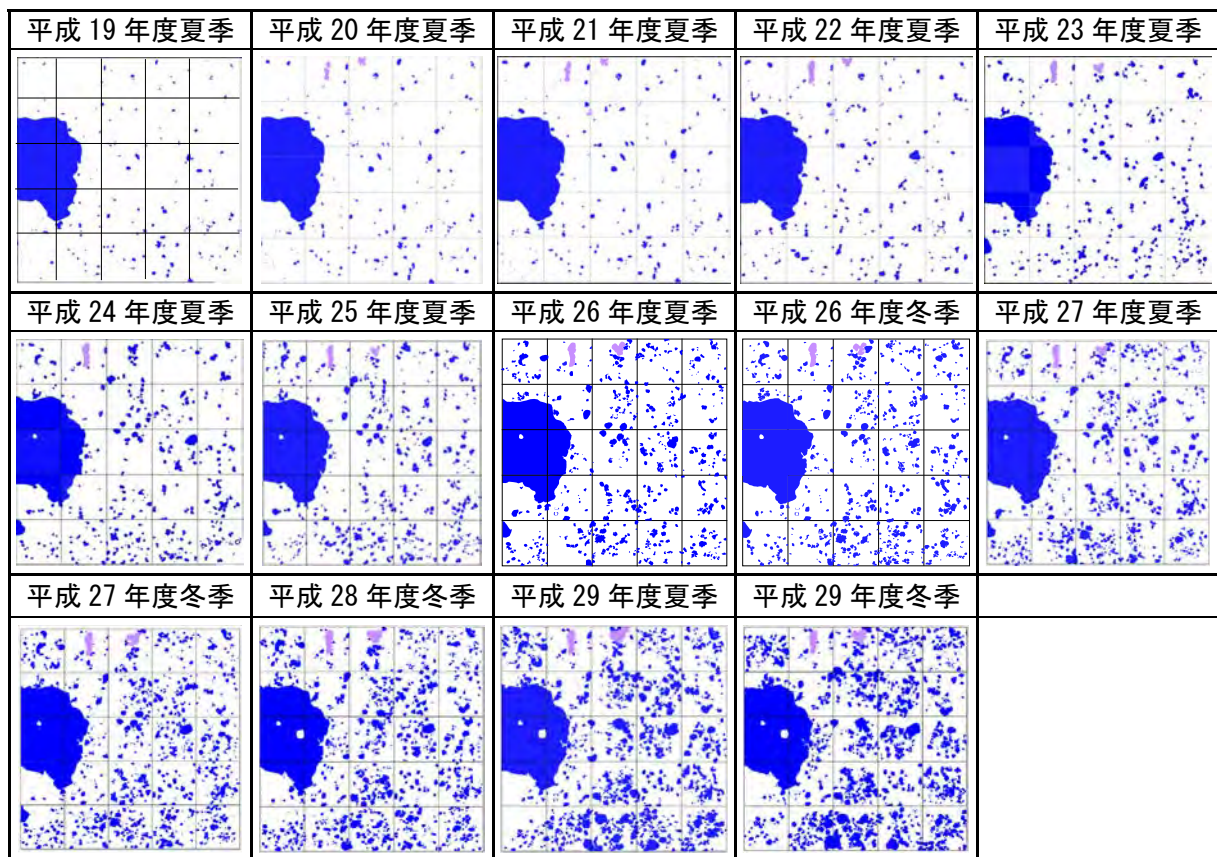 平成 19 年度夏季 平成 20 年度夏季 平成 21 年度夏季 平成 22 年度夏季 平成 23 年度夏季
平成 24 年度夏季 平成 25 年度夏季 平成 26 年度夏季 平成 26 年度冬季 平成 27 年度夏季
平成 27 年度冬季 平成 28 年度冬季 平成 29 年度夏季 平成 29 年度冬季